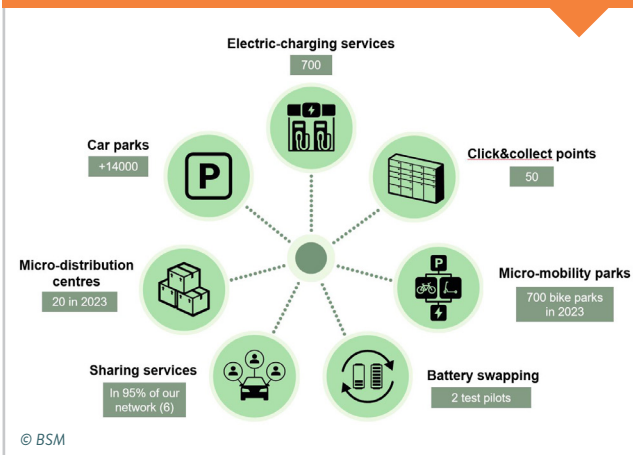 Electric-charging services
700
Car parks
+14000
P
Click&collect points
50
Micro-distribution
centres
20 in 2023
P
Micro-mobility parks
700 bike parks
in 2023
Sharing services
In 95% of our
network (6)
Battery swapping
2 test pilots
© BSM